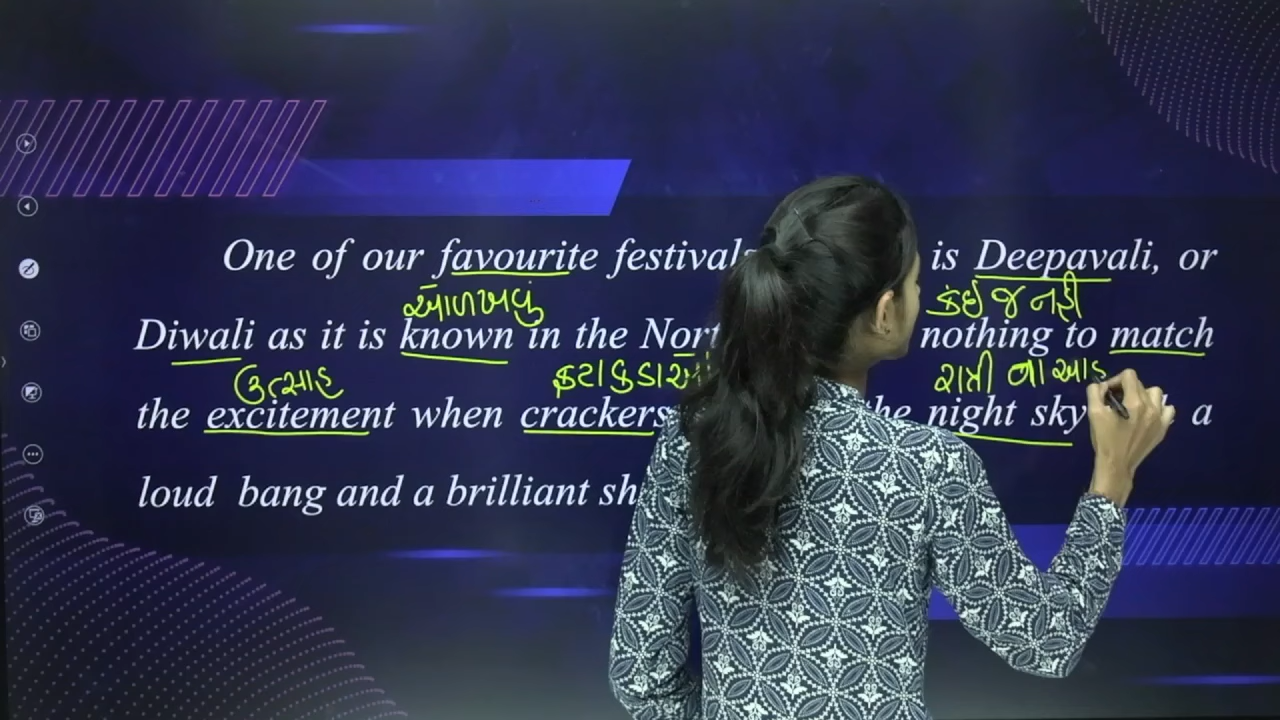 One of our favourite festivals is Deepavali, or
ઓળખવું કંઈ જ નહી
Diwali as it is known in the Nort nothing to match
ઉત્સાહ ફટાકડાઓ રાત્રી ના આકા
the excitement when crackers he night sky a
loud bang and a brilliant sh